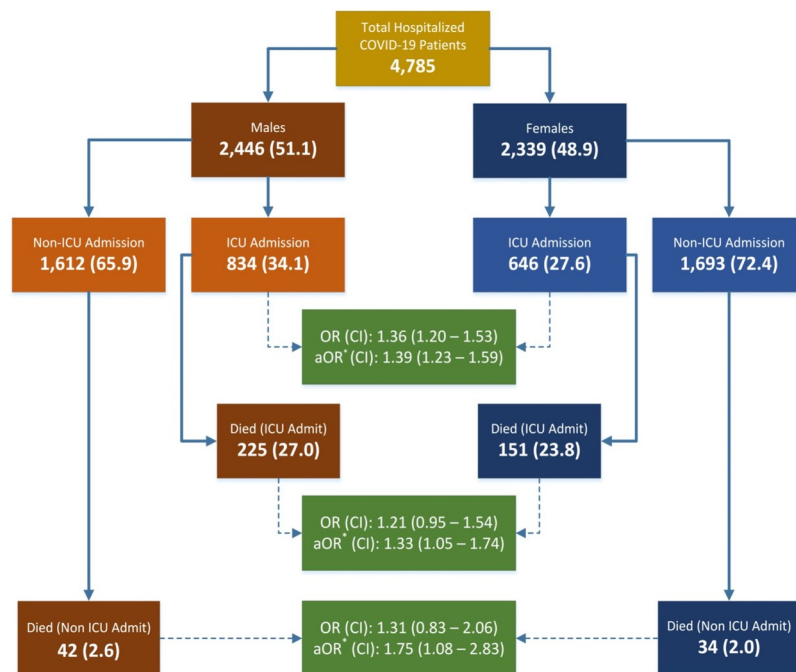 Total Hospitalized
COVID-19 Patients
4,785
Males
2,446 (51.1)
Females
2,339 (48.9)
Non-ICU Admission
1,612 (65.9)
ICU Admission
834 (34.1)
ICU Admission
646 (27.6)
Non-ICU Admission
1,693 (72.4)
OR (CI): 1.36 (1.20 – 1.53)
aOR* (CI): 1.39 (1.23 – 1.59)
Died (ICU Admit)
225 (27.0)
Died (ICU Admit)
151 (23.8)
OR (CI): 1.21 (0.95 – 1.54)
aOR* (CI): 1.33 (1.05 – 1.74)
Died (Non ICU Admit)
42 (2.6)
OR (CI): 1.31 (0.83 – 2.06)
aOR* (CI): 1.75 (1.08 – 2.83)
Died (Non ICU Admit)
34 (2.0)